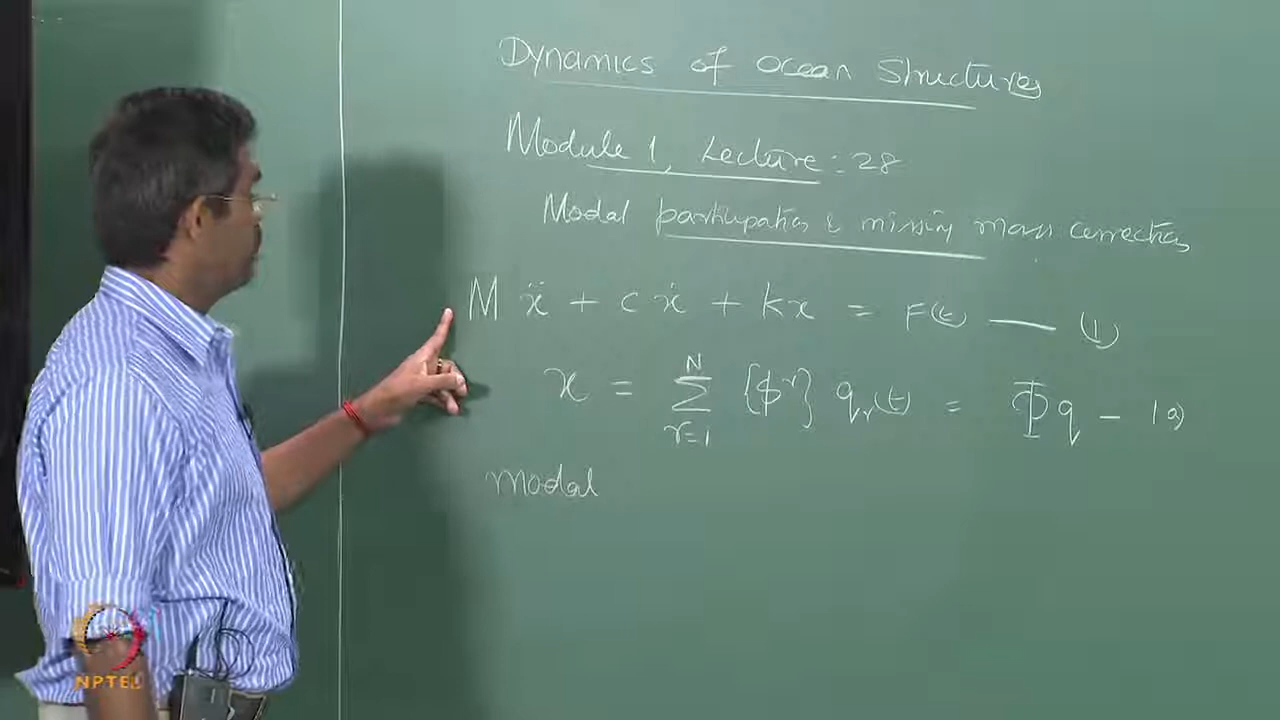 Dynamics of Ocean Structures
Module 1, Lecture: 28
Modal participation & missing mass correction
M ẍ + c ẋ + kx = F(t) — (1)
x = Σ_{r=1}^{N} {ϕ^r} q_r(t) = Φq – 1a)
modal
NPTEL